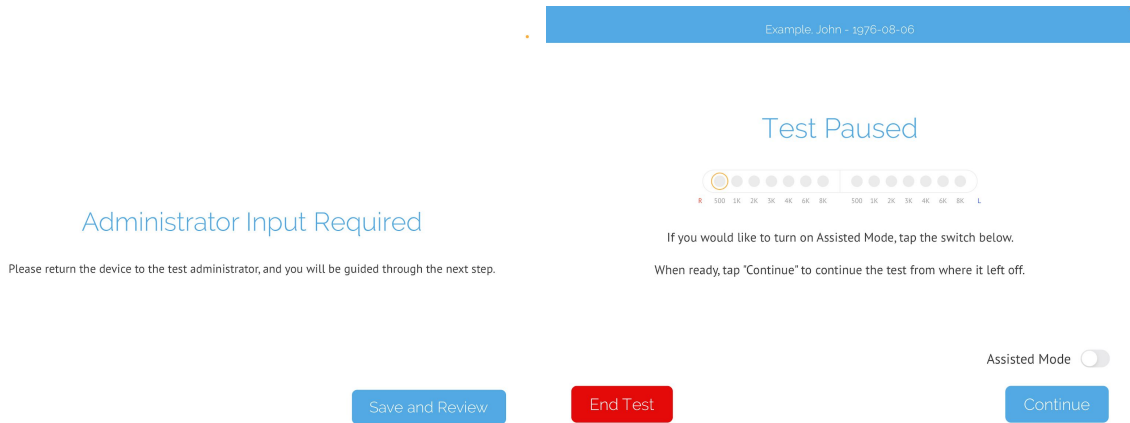 Administrator Input Required
Please return the device to the test administrator, and you will be guided through the next step.
Save and Review
Example, John - 1976-08-06
Test Paused
R 500 1K 2K 3K 4K 6K 8K 500 1K 2K 3K 4K 6K 8K L
If you would like to turn on Assisted Mode, tap the switch below.
When ready, tap "Continue" to continue the test from where it left off.
Assisted Mode
End Test
Continue